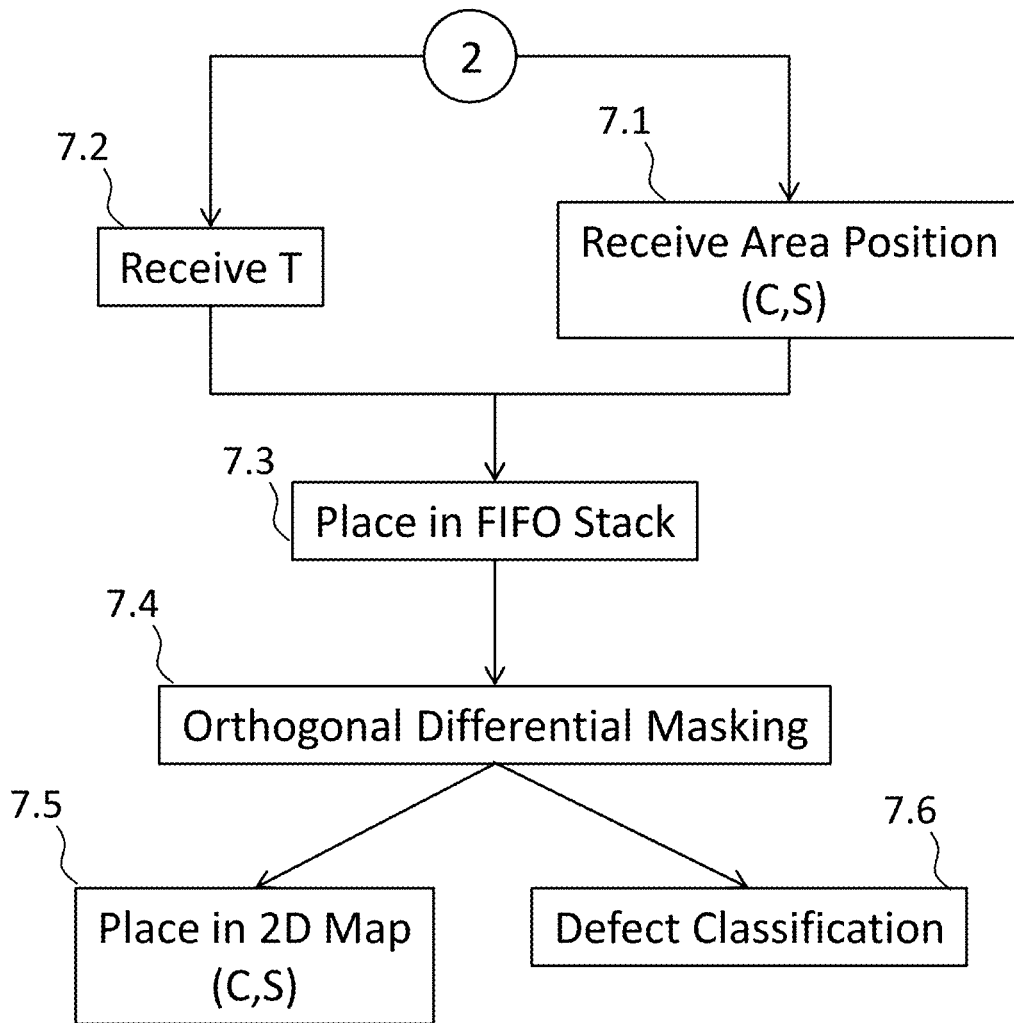 2
7.1
7.2
Receive T
Receive Area Position
(C,S)
7.3
Place in FIFO Stack
7.4
Orthogonal Differential Masking
7.5
7.6
Place in 2D Map
(C,S)
Defect Classification